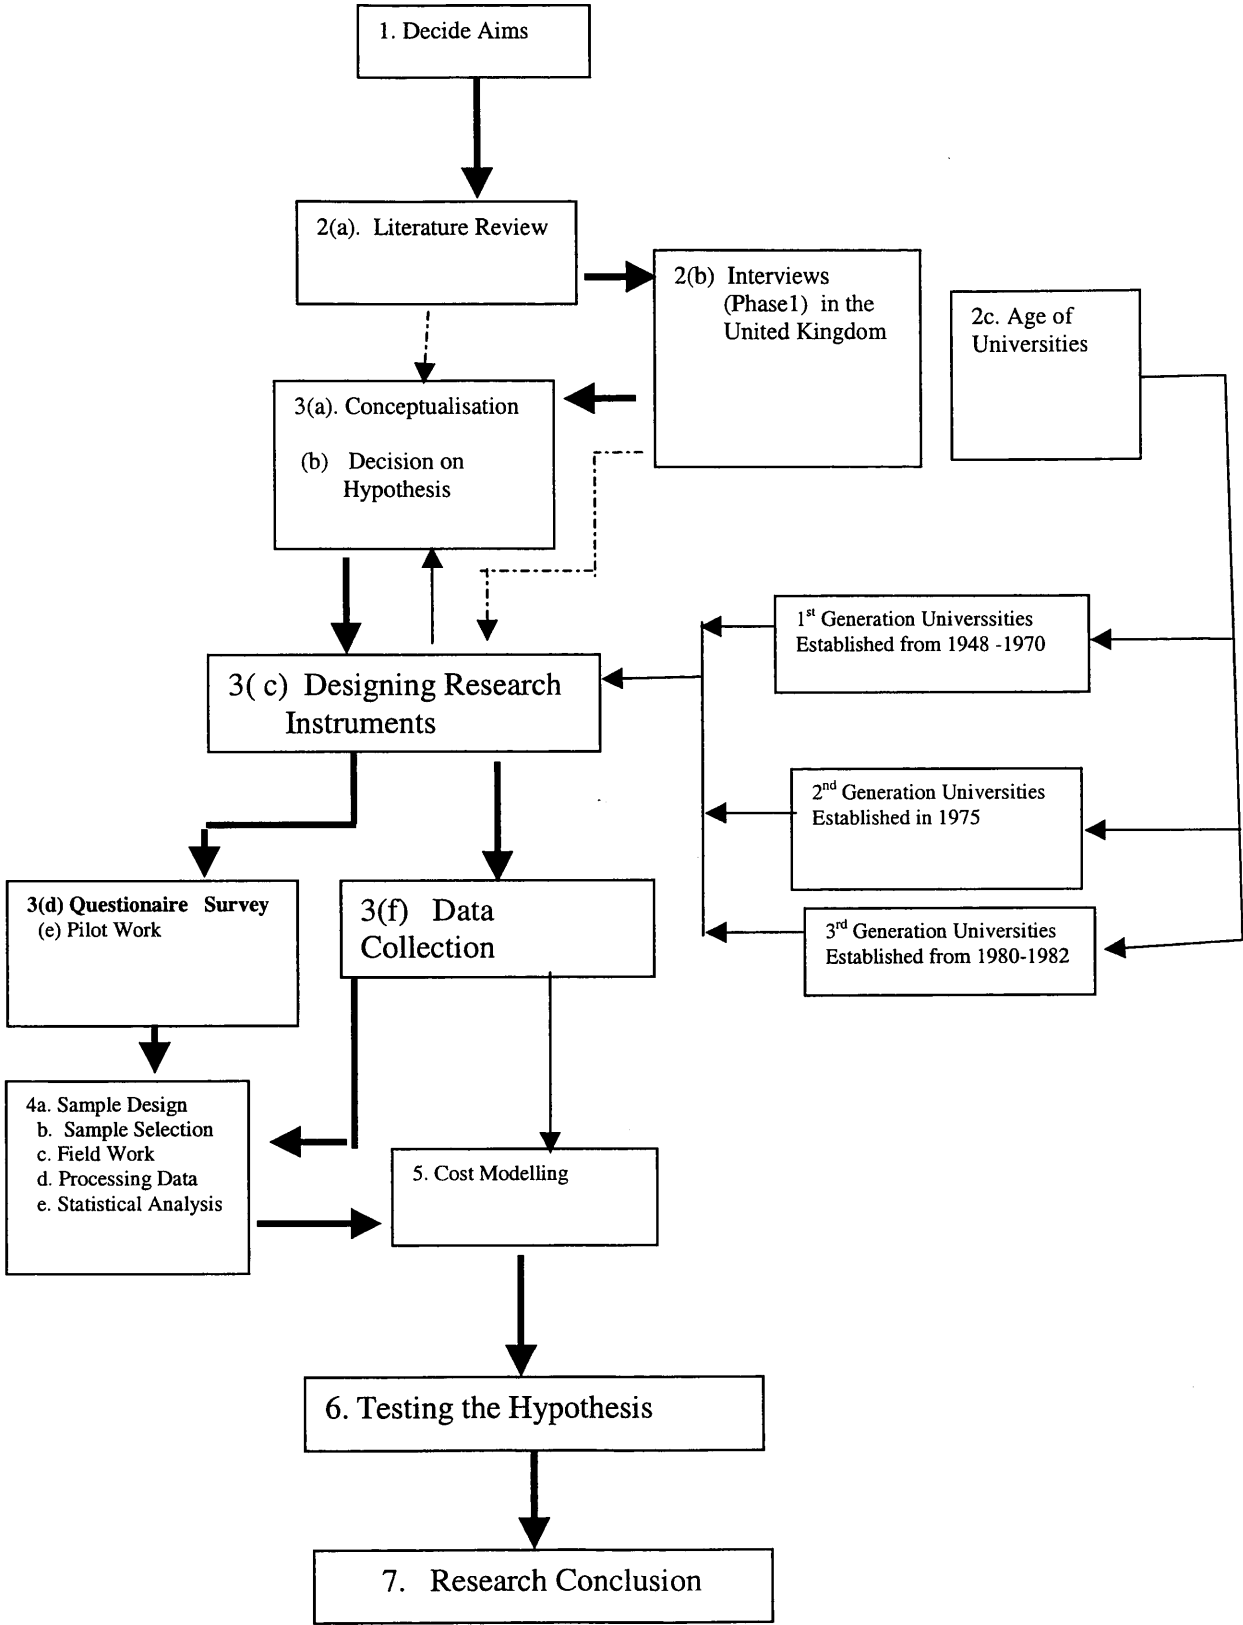 1. Decide Aims
2(a). Literature Review
2(b) Interviews
(Phase1) in the
United Kingdom
2c. Age of
Universities
3(a). Conceptualisation
(b) Decision on
Hypothesis
1st Generation Universsities
Established from 1948 -1970
3( c) Designing Research
Instruments
2nd Generation Universities
Established in 1975
3(d) Questionaire Survey
(e) Pilot Work
3(f) Data
Collection
3rd Generation Universities
Established from 1980-1982
4a. Sample Design
b. Sample Selection
c. Field Work
d. Processing Data
e. Statistical Analysis
5. Cost Modelling
6. Testing the Hypothesis
7. Research Conclusion